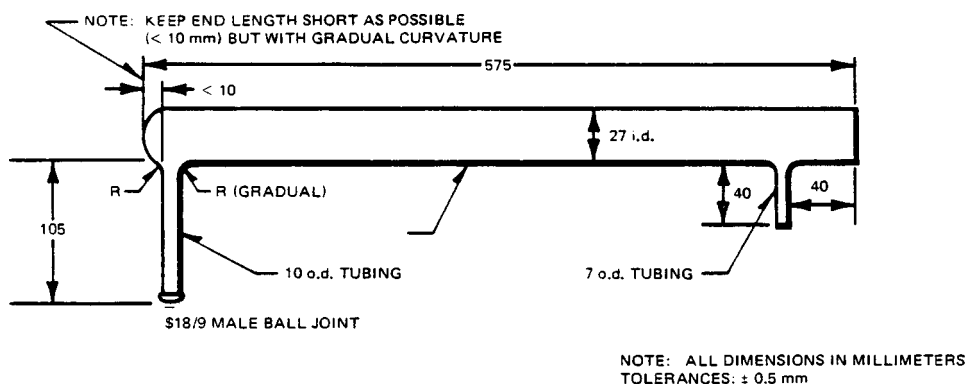 NOTE: KEEP END LENGTH SHORT AS POSSIBLE
(< 10 mm) BUT WITH GRADUAL CURVATURE
575
< 10
27 i.d.
R
R (GRADUAL)
40
40
105
10 o.d. TUBING
7 o.d. TUBING
$18/9 MALE BALL JOINT
NOTE: ALL DIMENSIONS IN MILLIMETERS
TOLERANCES: ± 0.5 mm